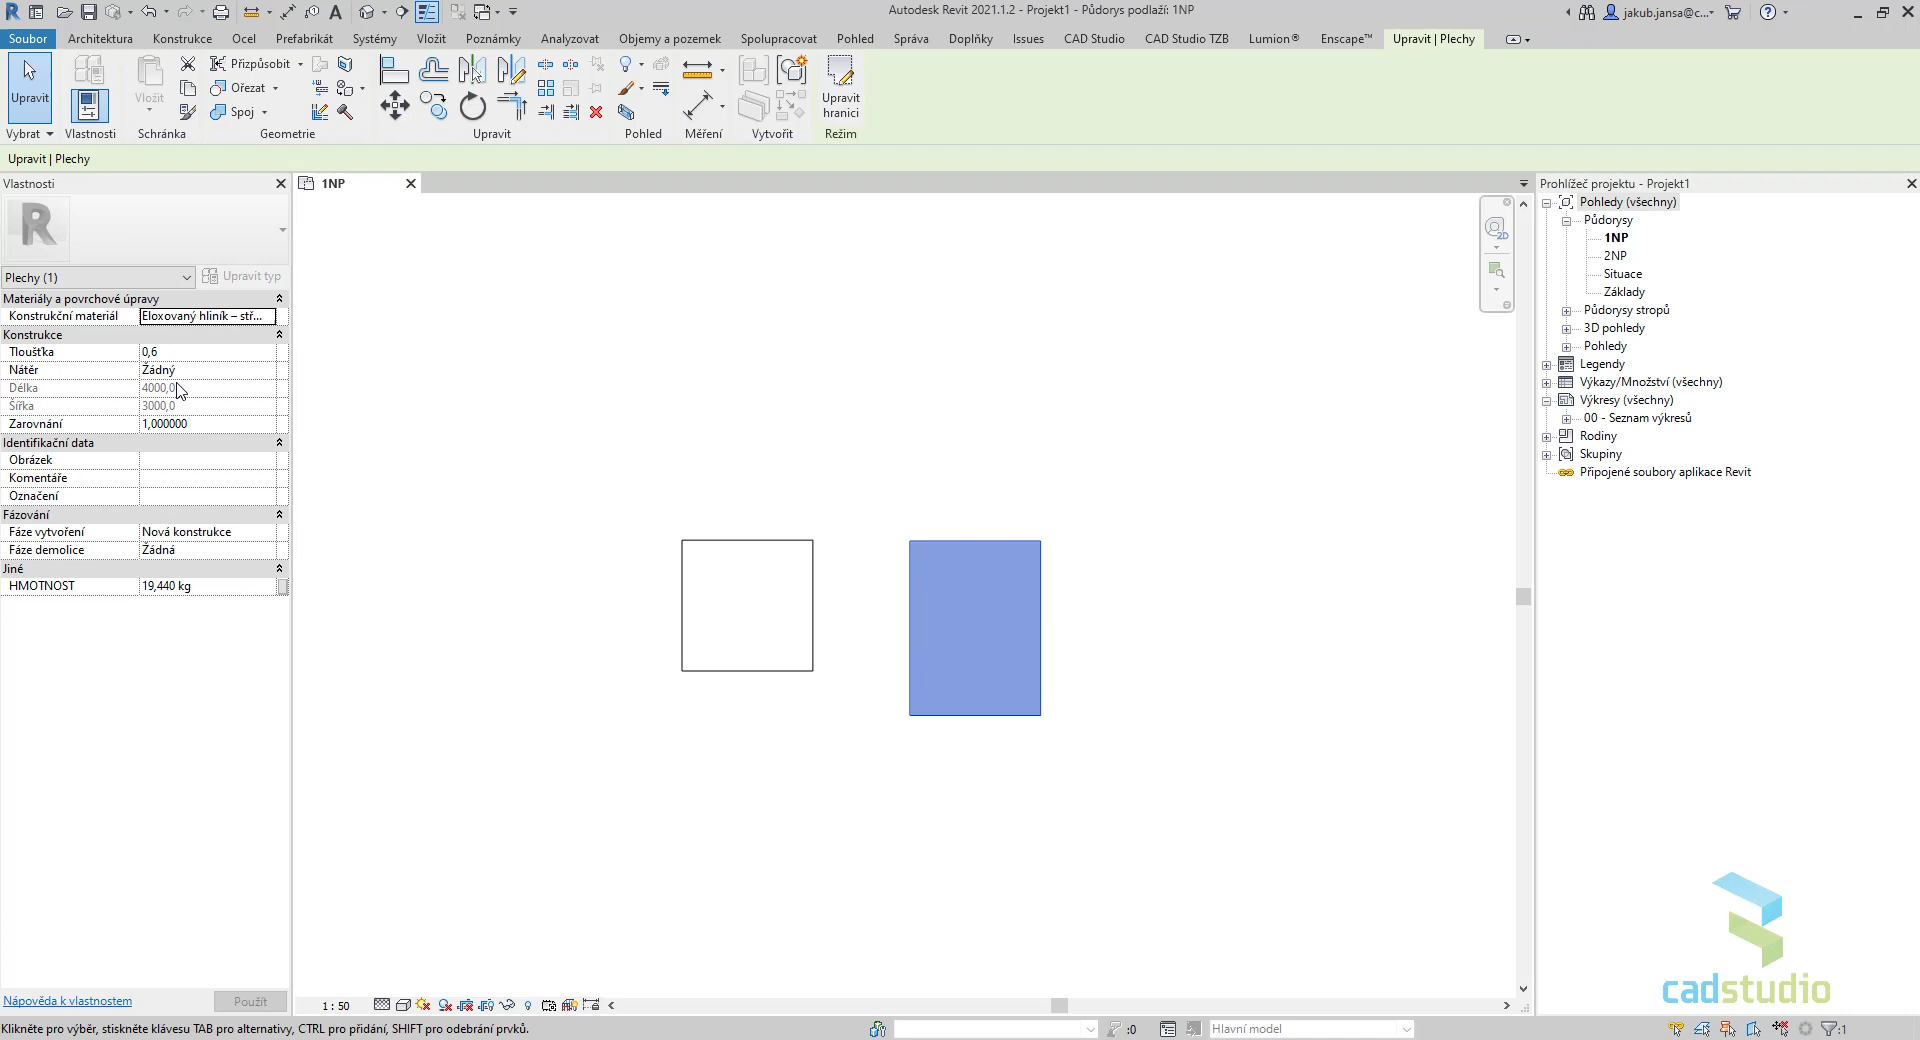 Autodesk Revit 2021.1.2 - Projekt1 - Půdorys podlaží: 1NP
jakub.jansa@c...
Soubor Architektura Konstrukce Ocel Prefabrikát Systémy Vložit Poznámky Analyzovat Objemy a pozemek Spolupracovat Pohled Správa Doplňky Issues CAD Studio CAD Studio TZB Lumion® Enscape™ Upravit | Plechy
Přizpůsobit
Ořezat
Spoj
Upravit
Vložit
Upravit hranici
Vybrat Vlastnosti Schránka Geometrie Upravit Pohled Měření Vytvořit Režim
Upravit | Plechy
Vlastnosti
1NP
Prohlížeč projektu - Projekt1
Plechy (1)
Upravit typ
Materiály a povrchové úpravy
Konstrukční materiál Eloxovaný hliník – stř...
Konstrukce
Tloušťka 0,6
Nátěr Žádný
Délka 4000,0
Šířka 3000,0
Zarovnání 1,000000
Identifikační data
Obrázek
Komentáře
Označení
Fázování
Fáze vytvoření Nová konstrukce
Fáze demolice Žádná
Jiné
HMOTNOST 19,440 kg
2D
Pohledy (všechny)
Půdorysy
1NP
2NP
Situace
Základy
Půdorysy stropů
3D pohledy
Pohledy
Legendy
Výkazy/Množství (všechny)
Výkresy (všechny)
00 - Seznam výkresů
Rodiny
Skupiny
Připojené soubory aplikace Revit
cadstudio
Nápověda k vlastnostem
Použít
1 : 50
Klikněte pro výběr, stiskněte klávesu TAB pro alternativy, CTRL pro přidání, SHIFT pro odebrání prvků.
:0
Hlavní model
:1